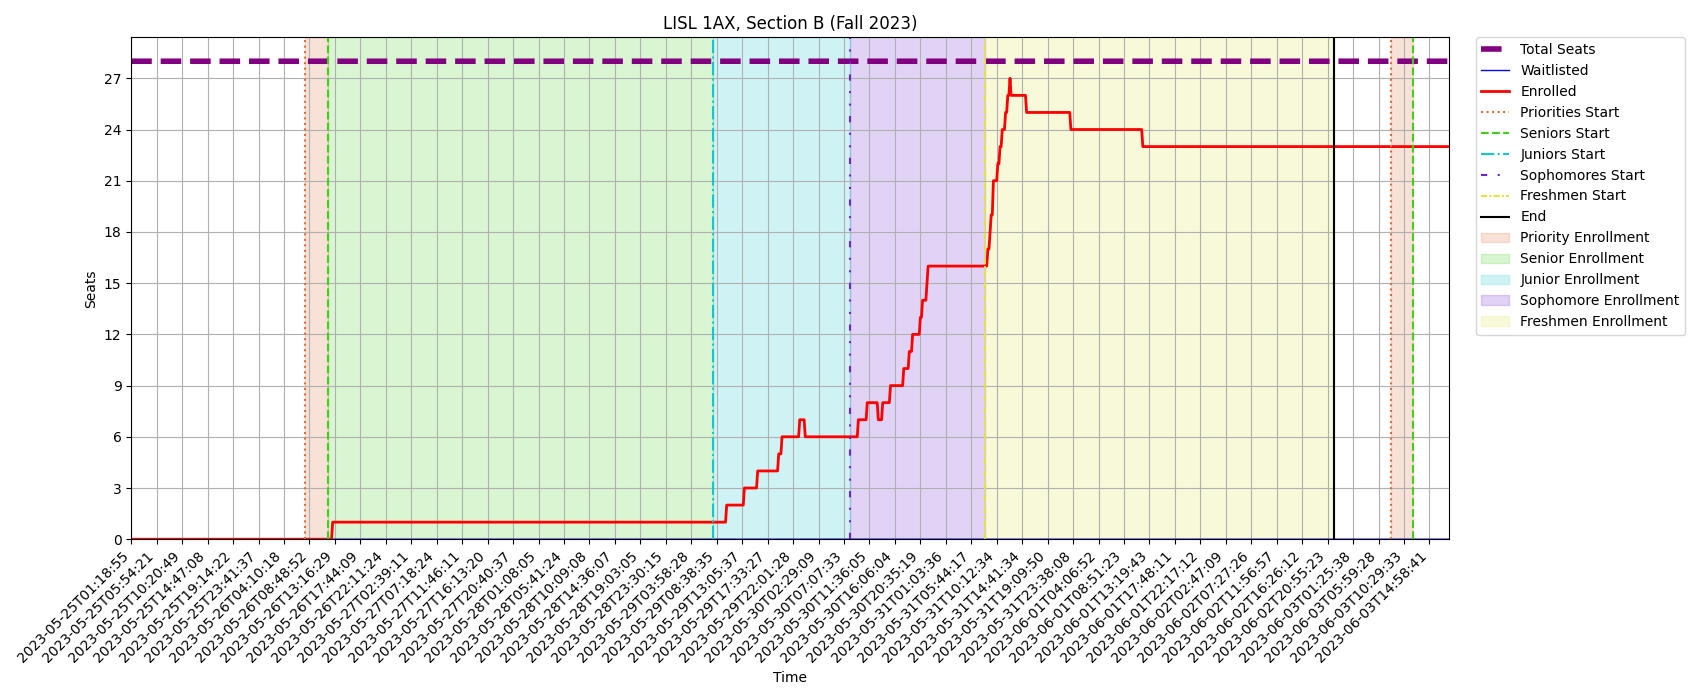 LISL 1AX, Section B (Fall 2023)
Seats
27
24
21
18
15
12
9
6
3
0
2023-05-25T01:18:55
2023-05-25T05:54:21
2023-05-25T10:20:49
2023-05-25T14:47:08
2023-05-25T19:14:22
2023-05-25T23:41:37
2023-05-26T04:10:18
2023-05-26T08:48:52
2023-05-26T13:16:29
2023-05-26T17:44:09
2023-05-26T22:11:24
2023-05-27T02:39:11
2023-05-27T07:18:24
2023-05-27T11:46:11
2023-05-27T16:13:20
2023-05-27T20:40:37
2023-05-28T01:08:05
2023-05-28T05:41:24
2023-05-28T10:09:08
2023-05-28T14:36:07
2023-05-28T19:03:05
2023-05-28T23:30:15
2023-05-29T03:58:28
2023-05-29T08:38:35
2023-05-29T13:05:37
2023-05-29T17:33:27
2023-05-29T22:01:28
2023-05-30T02:29:09
2023-05-30T07:07:33
2023-05-30T11:36:05
2023-05-30T16:06:04
2023-05-30T20:35:19
2023-05-31T01:03:36
2023-05-31T05:44:17
2023-05-31T10:12:34
2023-05-31T14:41:34
2023-05-31T19:09:50
2023-05-31T23:38:08
2023-06-01T04:06:52
2023-06-01T08:51:23
2023-06-01T13:19:43
2023-06-01T17:48:11
2023-06-01T22:17:12
2023-06-02T02:47:09
2023-06-02T07:27:26
2023-06-02T11:56:57
2023-06-02T16:26:12
2023-06-02T20:55:23
2023-06-03T01:25:38
2023-06-03T05:59:28
2023-06-03T10:29:33
2023-06-03T14:58:41
Time
Total Seats
Waitlisted
Enrolled
Priorities Start
Seniors Start
Juniors Start
Sophomores Start
Freshmen Start
End
Priority Enrollment
Senior Enrollment
Junior Enrollment
Sophomore Enrollment
Freshmen Enrollment